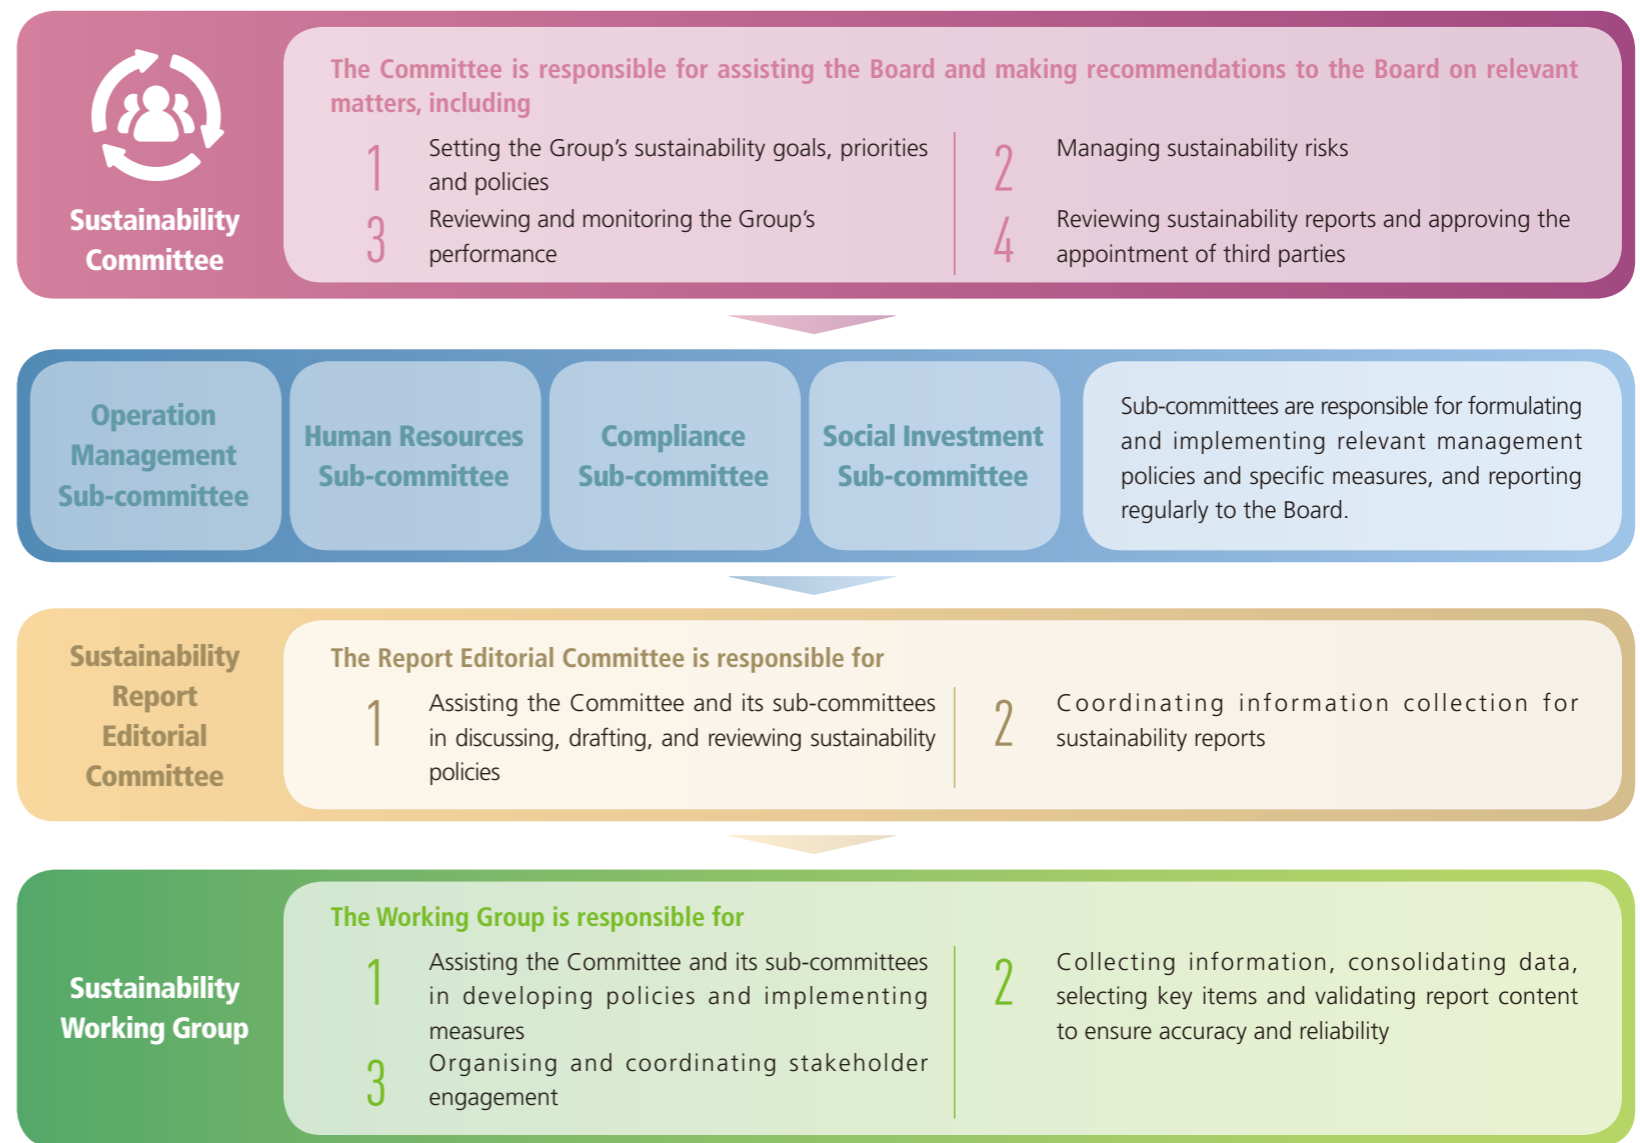 Sustainability
Committee
The Committee is responsible for assisting the Board and making recommendations to the Board on relevant
matters, including
1
Setting the Group's sustainability goals, priorities
and policies
2
Managing sustainability risks
3
Reviewing and monitoring the Group's
performance
4
Reviewing sustainability reports and approving the
appointment of third parties
Operation
Management
Sub-committee
Human Resources
Sub-committee
Compliance
Sub-committee
Social Investment
Sub-committee
Sub-committees are responsible for formulating
and implementing relevant management
policies and specific measures, and reporting
regularly to the Board.
Sustainability
Report
Editorial
Committee
The Report Editorial Committee is responsible for
1
Assisting the Committee and its sub-committees
in discussing, drafting, and reviewing sustainability
policies
2
Coordinating information collection for
sustainability reports
Sustainability
Working Group
The Working Group is responsible for
1
Assisting the Committee and its sub-committees
in developing policies and implementing
measures
2
Collecting information, consolidating data,
selecting key items and validating report content
to ensure accuracy and reliability
3
Organising and coordinating stakeholder
engagement